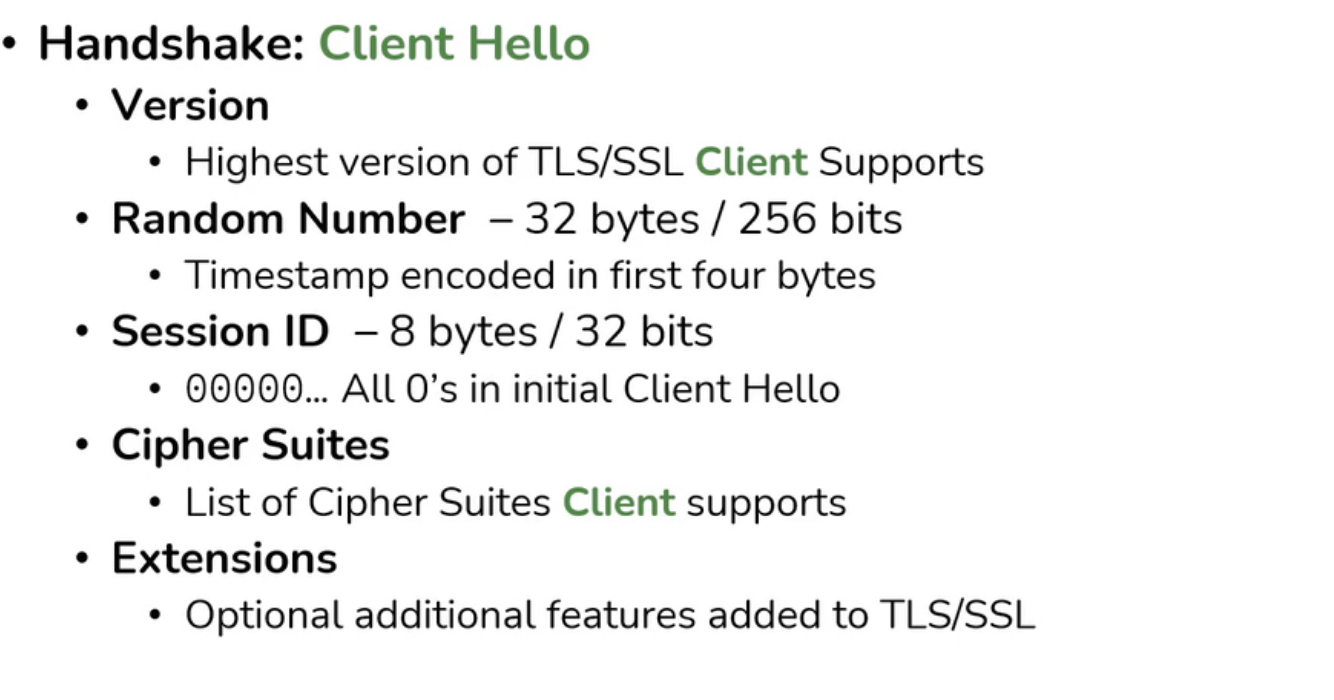 • Handshake: Client Hello
• Version
• Highest version of TLS/SSL Client Supports
• Random Number – 32 bytes / 256 bits
• Timestamp encoded in first four bytes
• Session ID – 8 bytes / 32 bits
• 00000… All 0’s in initial Client Hello
• Cipher Suites
• List of Cipher Suites Client supports
• Extensions
• Optional additional features added to TLS/SSL